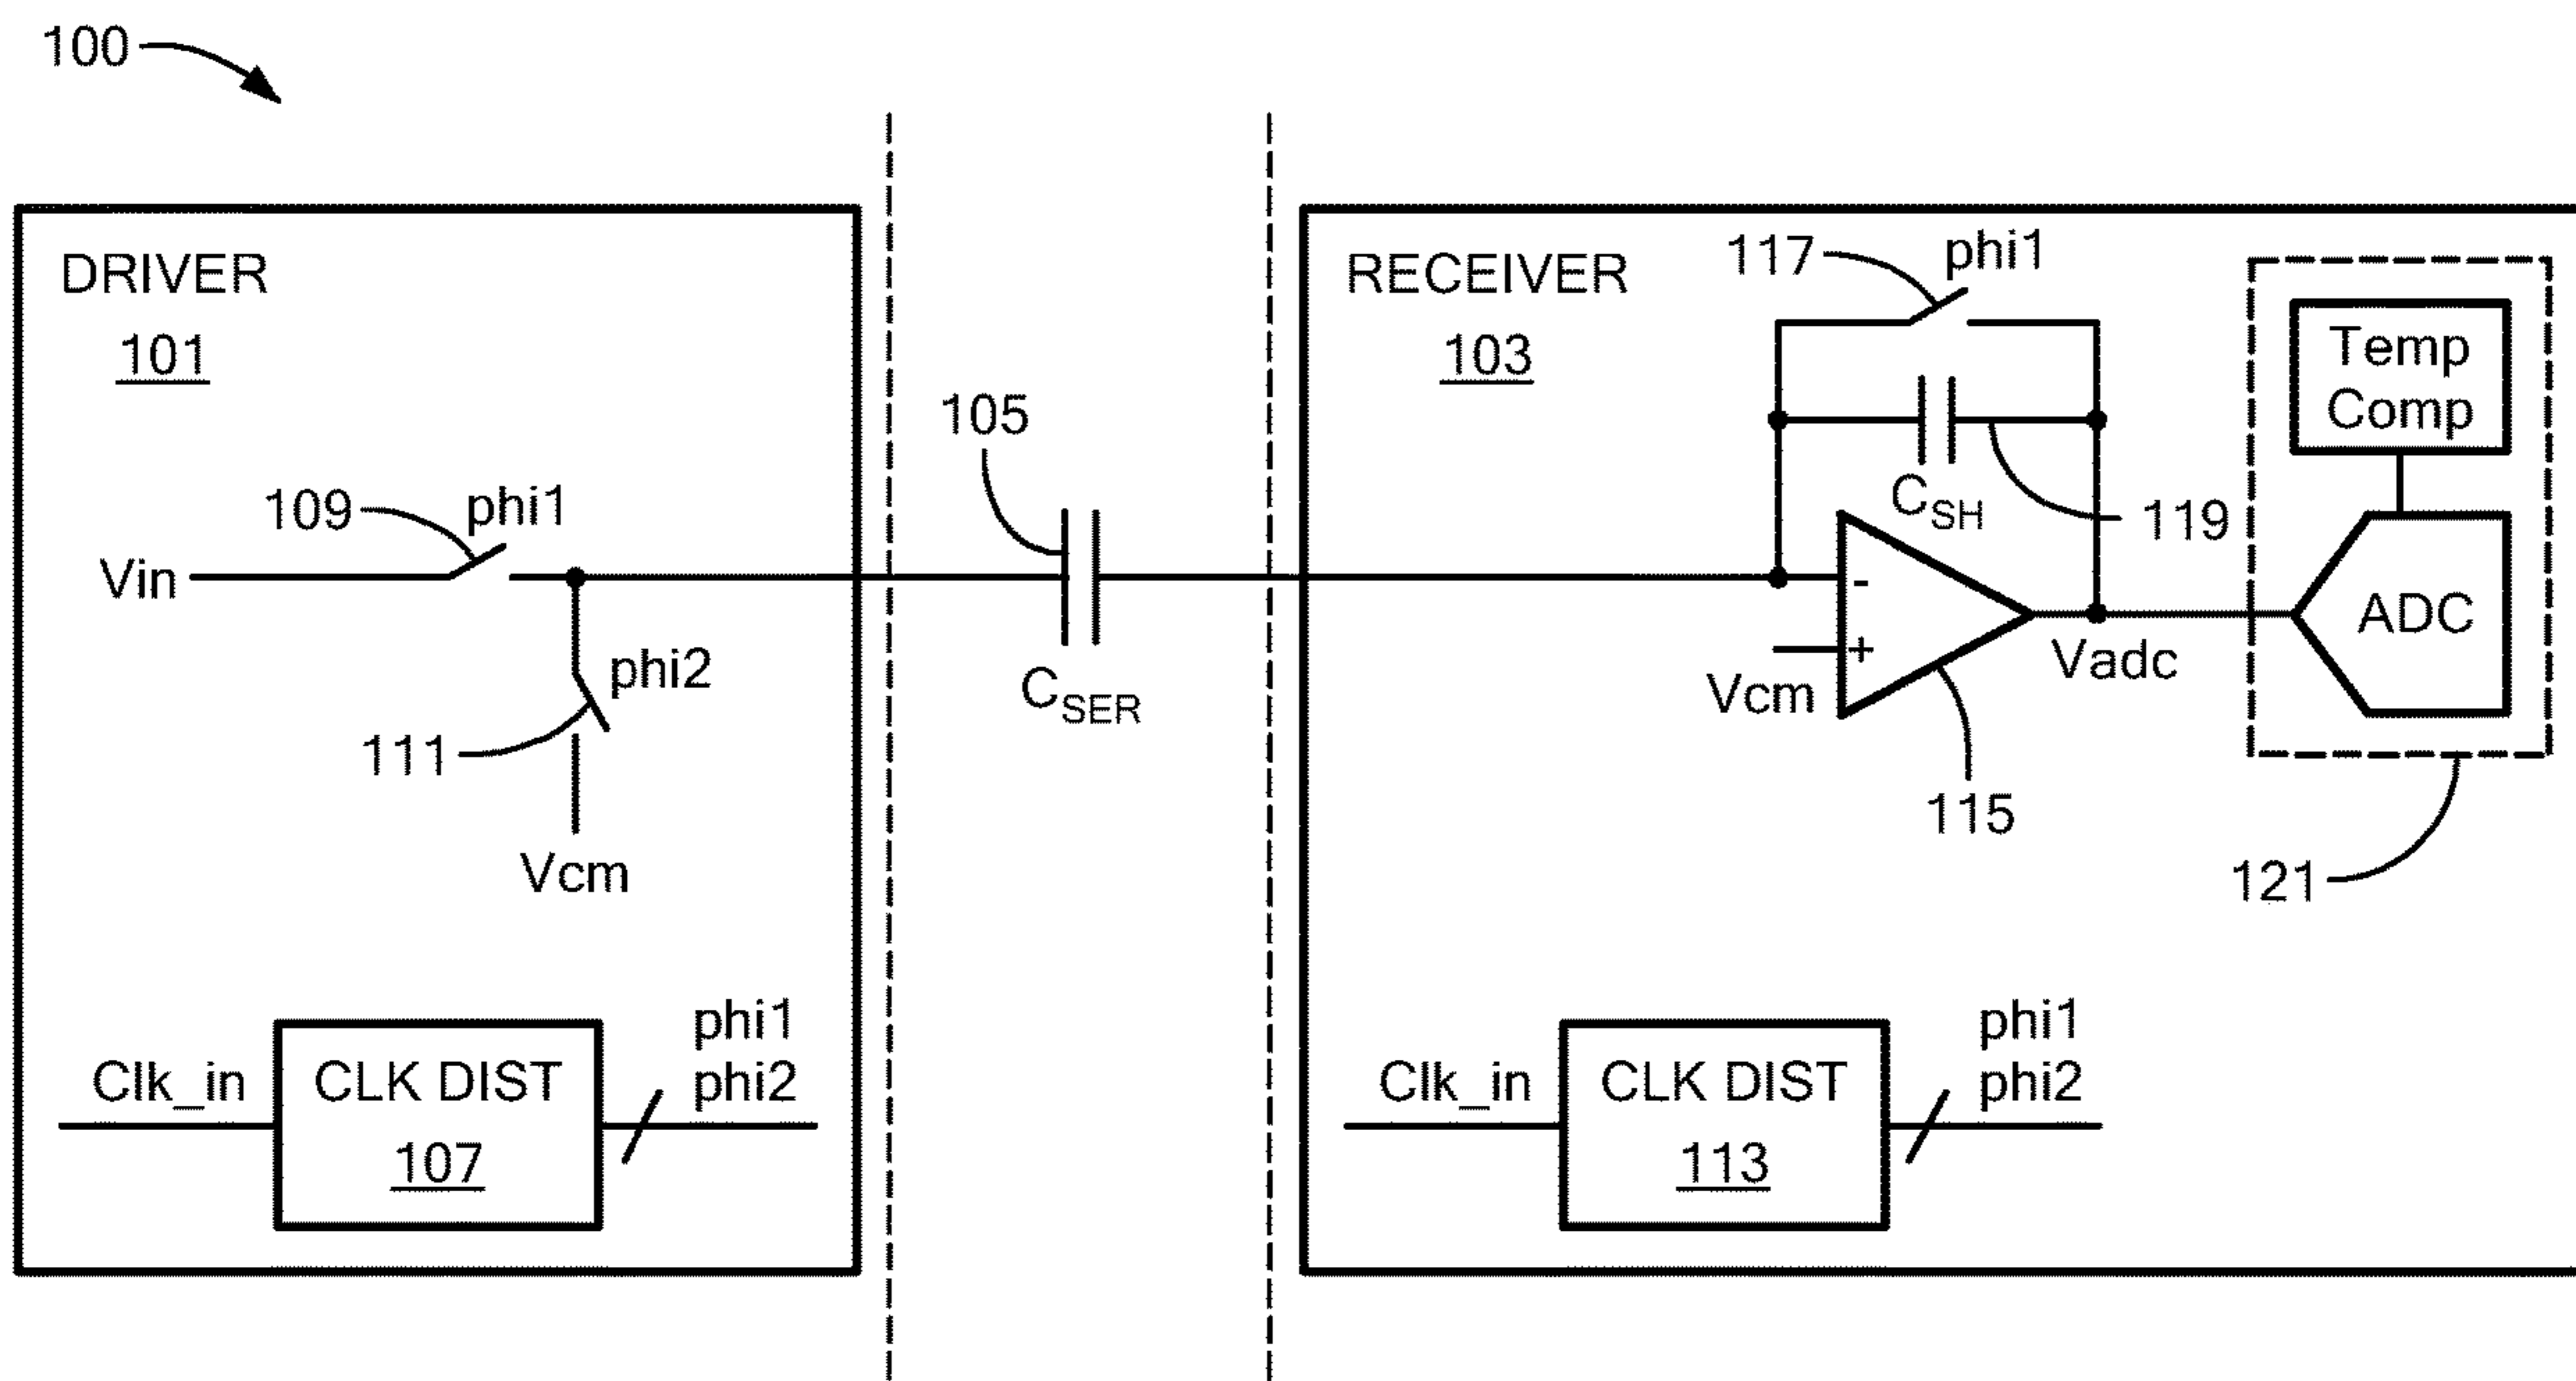 100
DRIVER
101
109
phi1
Vin
phi2
111
Vcm
Clk_in
CLK DIST
107
phi1
phi2
105
CSER
RECEIVER
103
117
phi1
CSH
119
-
+
Vcm
Vadc
115
Temp
Comp
ADC
121
Clk_in
CLK DIST
113
phi1
phi2